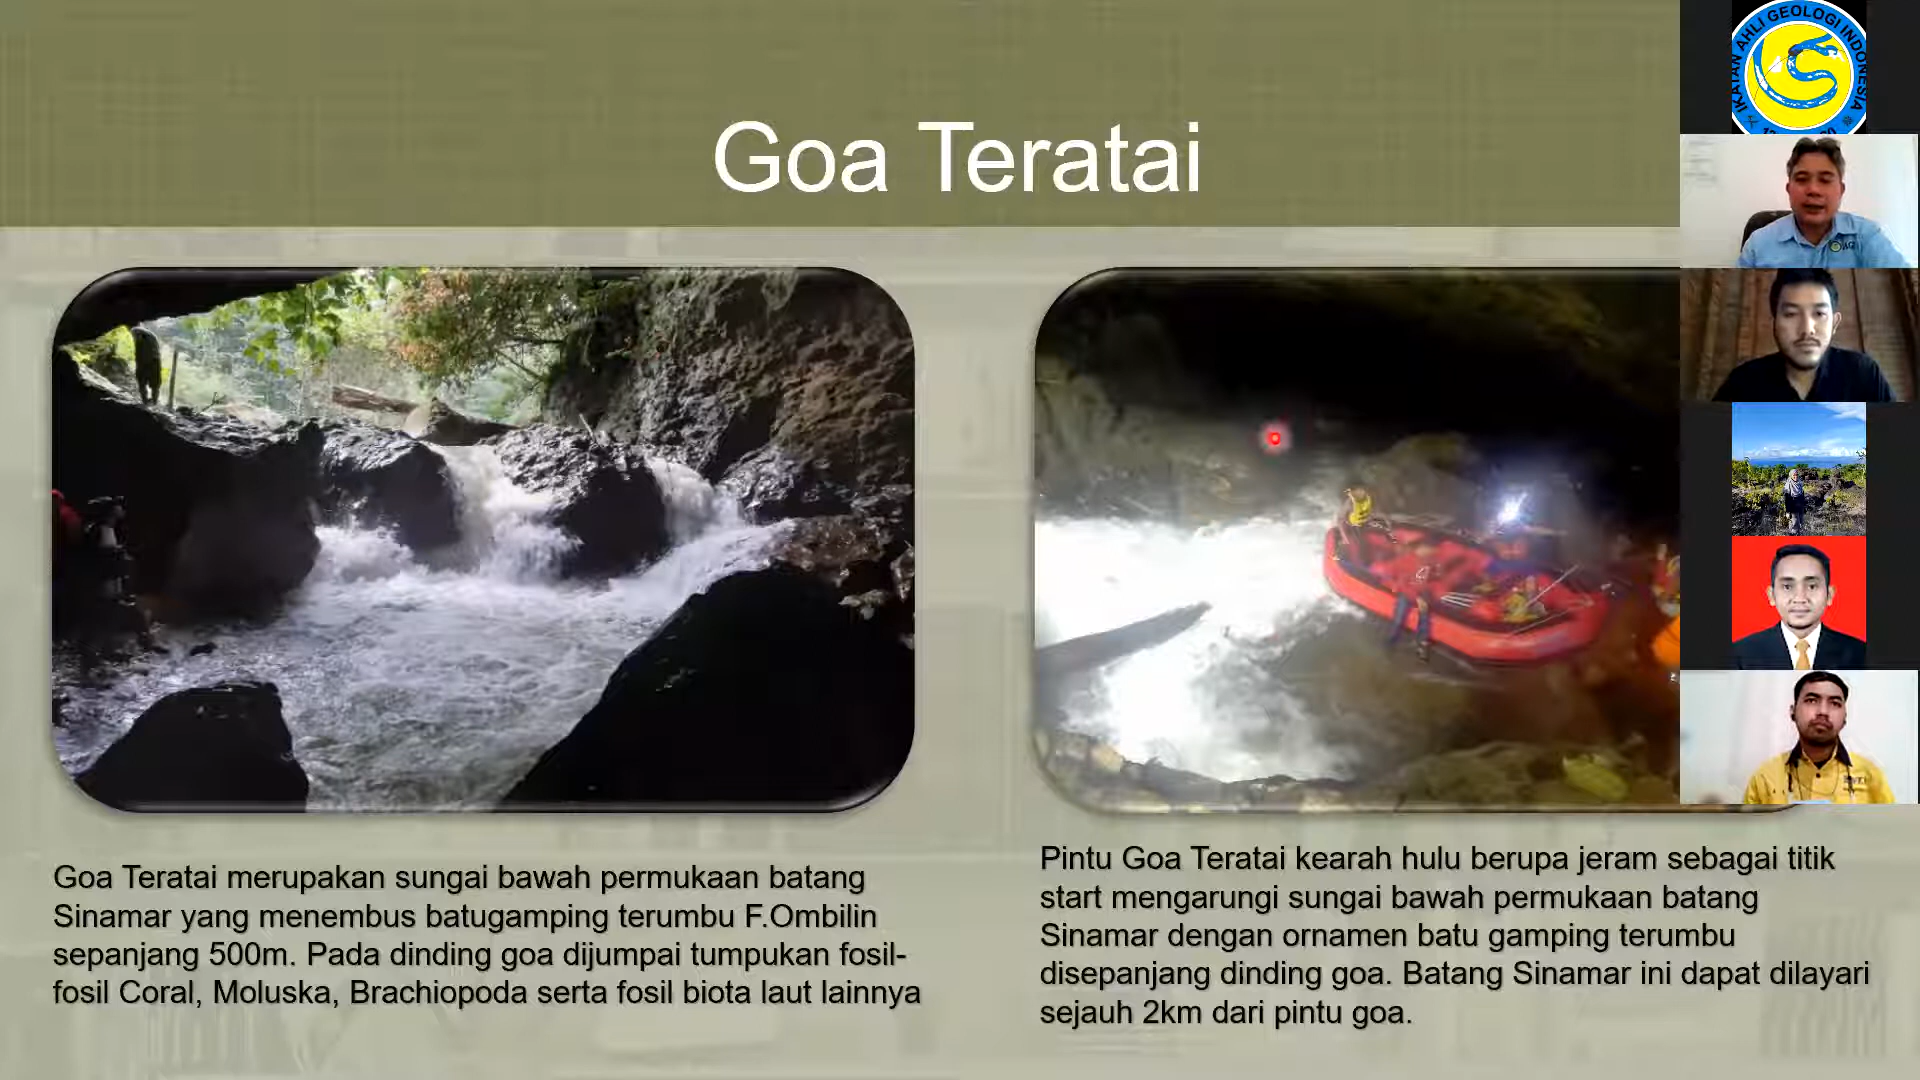 IKATAN AHLI GEOLOGI INDONESIA
Goa Teratai
Goa Teratai merupakan sungai bawah permukaan batang
Sinamar yang menembus batugamping terumbu F.Ombilin
sepanjang 500m. Pada dinding goa dijumpai tumpukan fosil-
fosil Coral, Moluska, Brachiopoda serta fosil biota laut lainnya
Pintu Goa Teratai kearah hulu berupa jeram sebagai titik
start mengarungi sungai bawah permukaan batang
Sinamar dengan ornamen batu gamping terumbu
disepanjang dinding goa. Batang Sinamar ini dapat dilayari
sejauh 2km dari pintu goa.